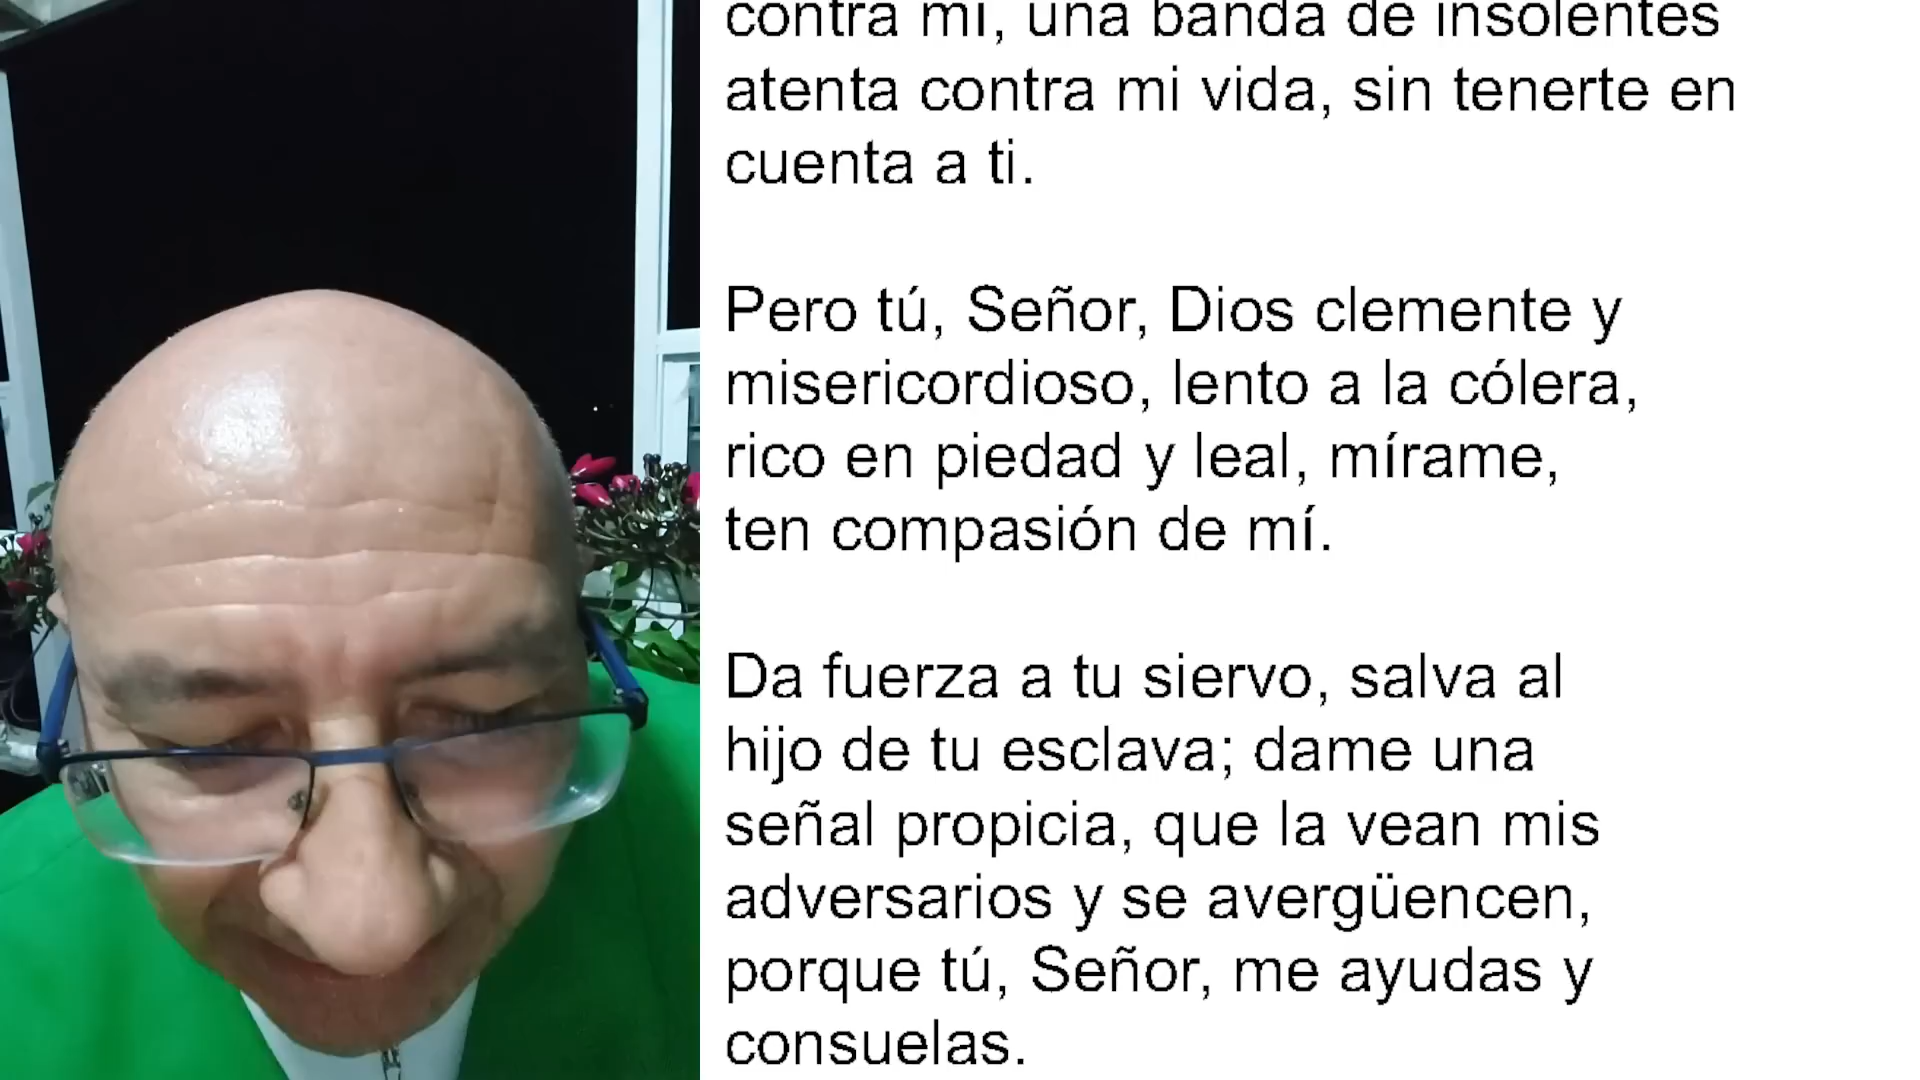 contra mí, una banda de insolentes
atenta contra mi vida, sin tenerte en
cuenta a ti.
Pero tú, Señor, Dios clemente y
misericordioso, lento a la cólera,
rico en piedad y leal, mírame,
ten compasión de mí.
Da fuerza a tu siervo, salva al
hijo de tu esclava; dame una
señal propicia, que la vean mis
adversarios y se avergüencen,
porque tú, Señor, me ayudas y
consuelas.